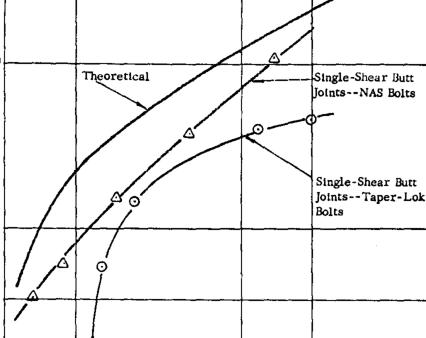 Theoretical
Single-Shear Butt
Joints--NAS Bolts
Single-Shear Butt
Joints--Taper-Lok
Bolts